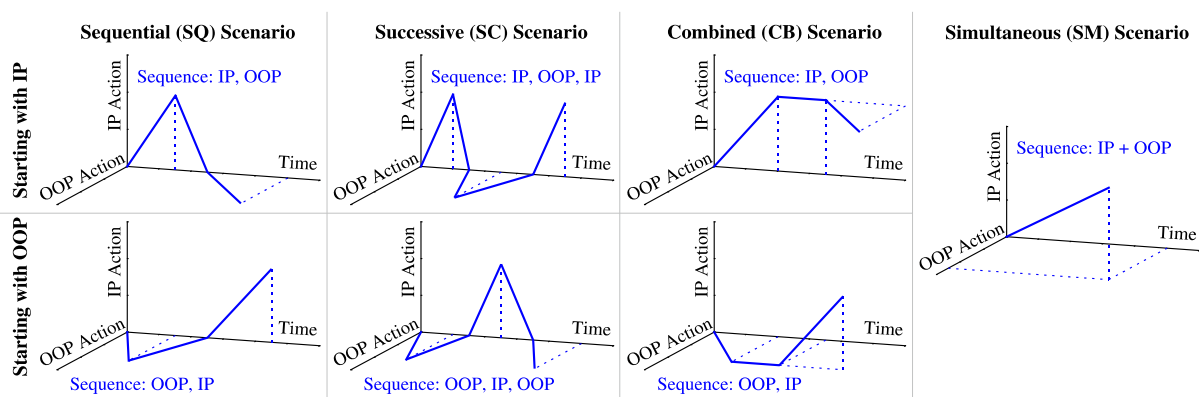 Sequential (SQ) Scenario
Successive (SC) Scenario
Combined (CB) Scenario
Simultaneous (SM) Scenario
Starting with IP
IP Action
Sequence: IP, OOP
OOP Action
Time
IP Action
Sequence: IP, OOP, IP
OOP Action
Time
IP Action
Sequence: IP, OOP
OOP Action
Time
IP Action
Sequence: IP + OOP
OOP Action
Time
Starting with OOP
IP Action
OOP Action
Time
Sequence: OOP, IP
IP Action
OOP Action
Time
Sequence: OOP, IP, OOP
IP Action
OOP Action
Time
Sequence: OOP, IP